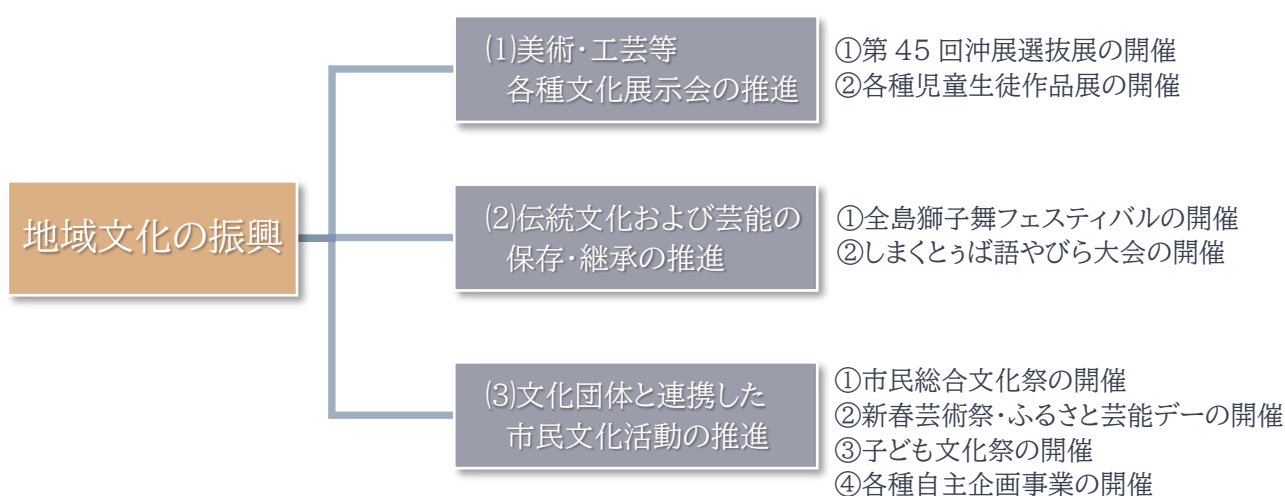 地域文化の振興
⑴美術・工芸等
各種文化展示会の推進
①第 45 回沖展選抜展の開催
②各種児童生徒作品展の開催
⑵伝統文化および芸能の
保存・継承の推進
①全島獅子舞フェスティバルの開催
②しまくとぅば語やびら大会の開催
⑶文化団体と連携した
市民文化活動の推進
①市民総合文化祭の開催
②新春芸術祭・ふるさと芸能デーの開催
③子ども文化祭の開催
④各種自主企画事業の開催